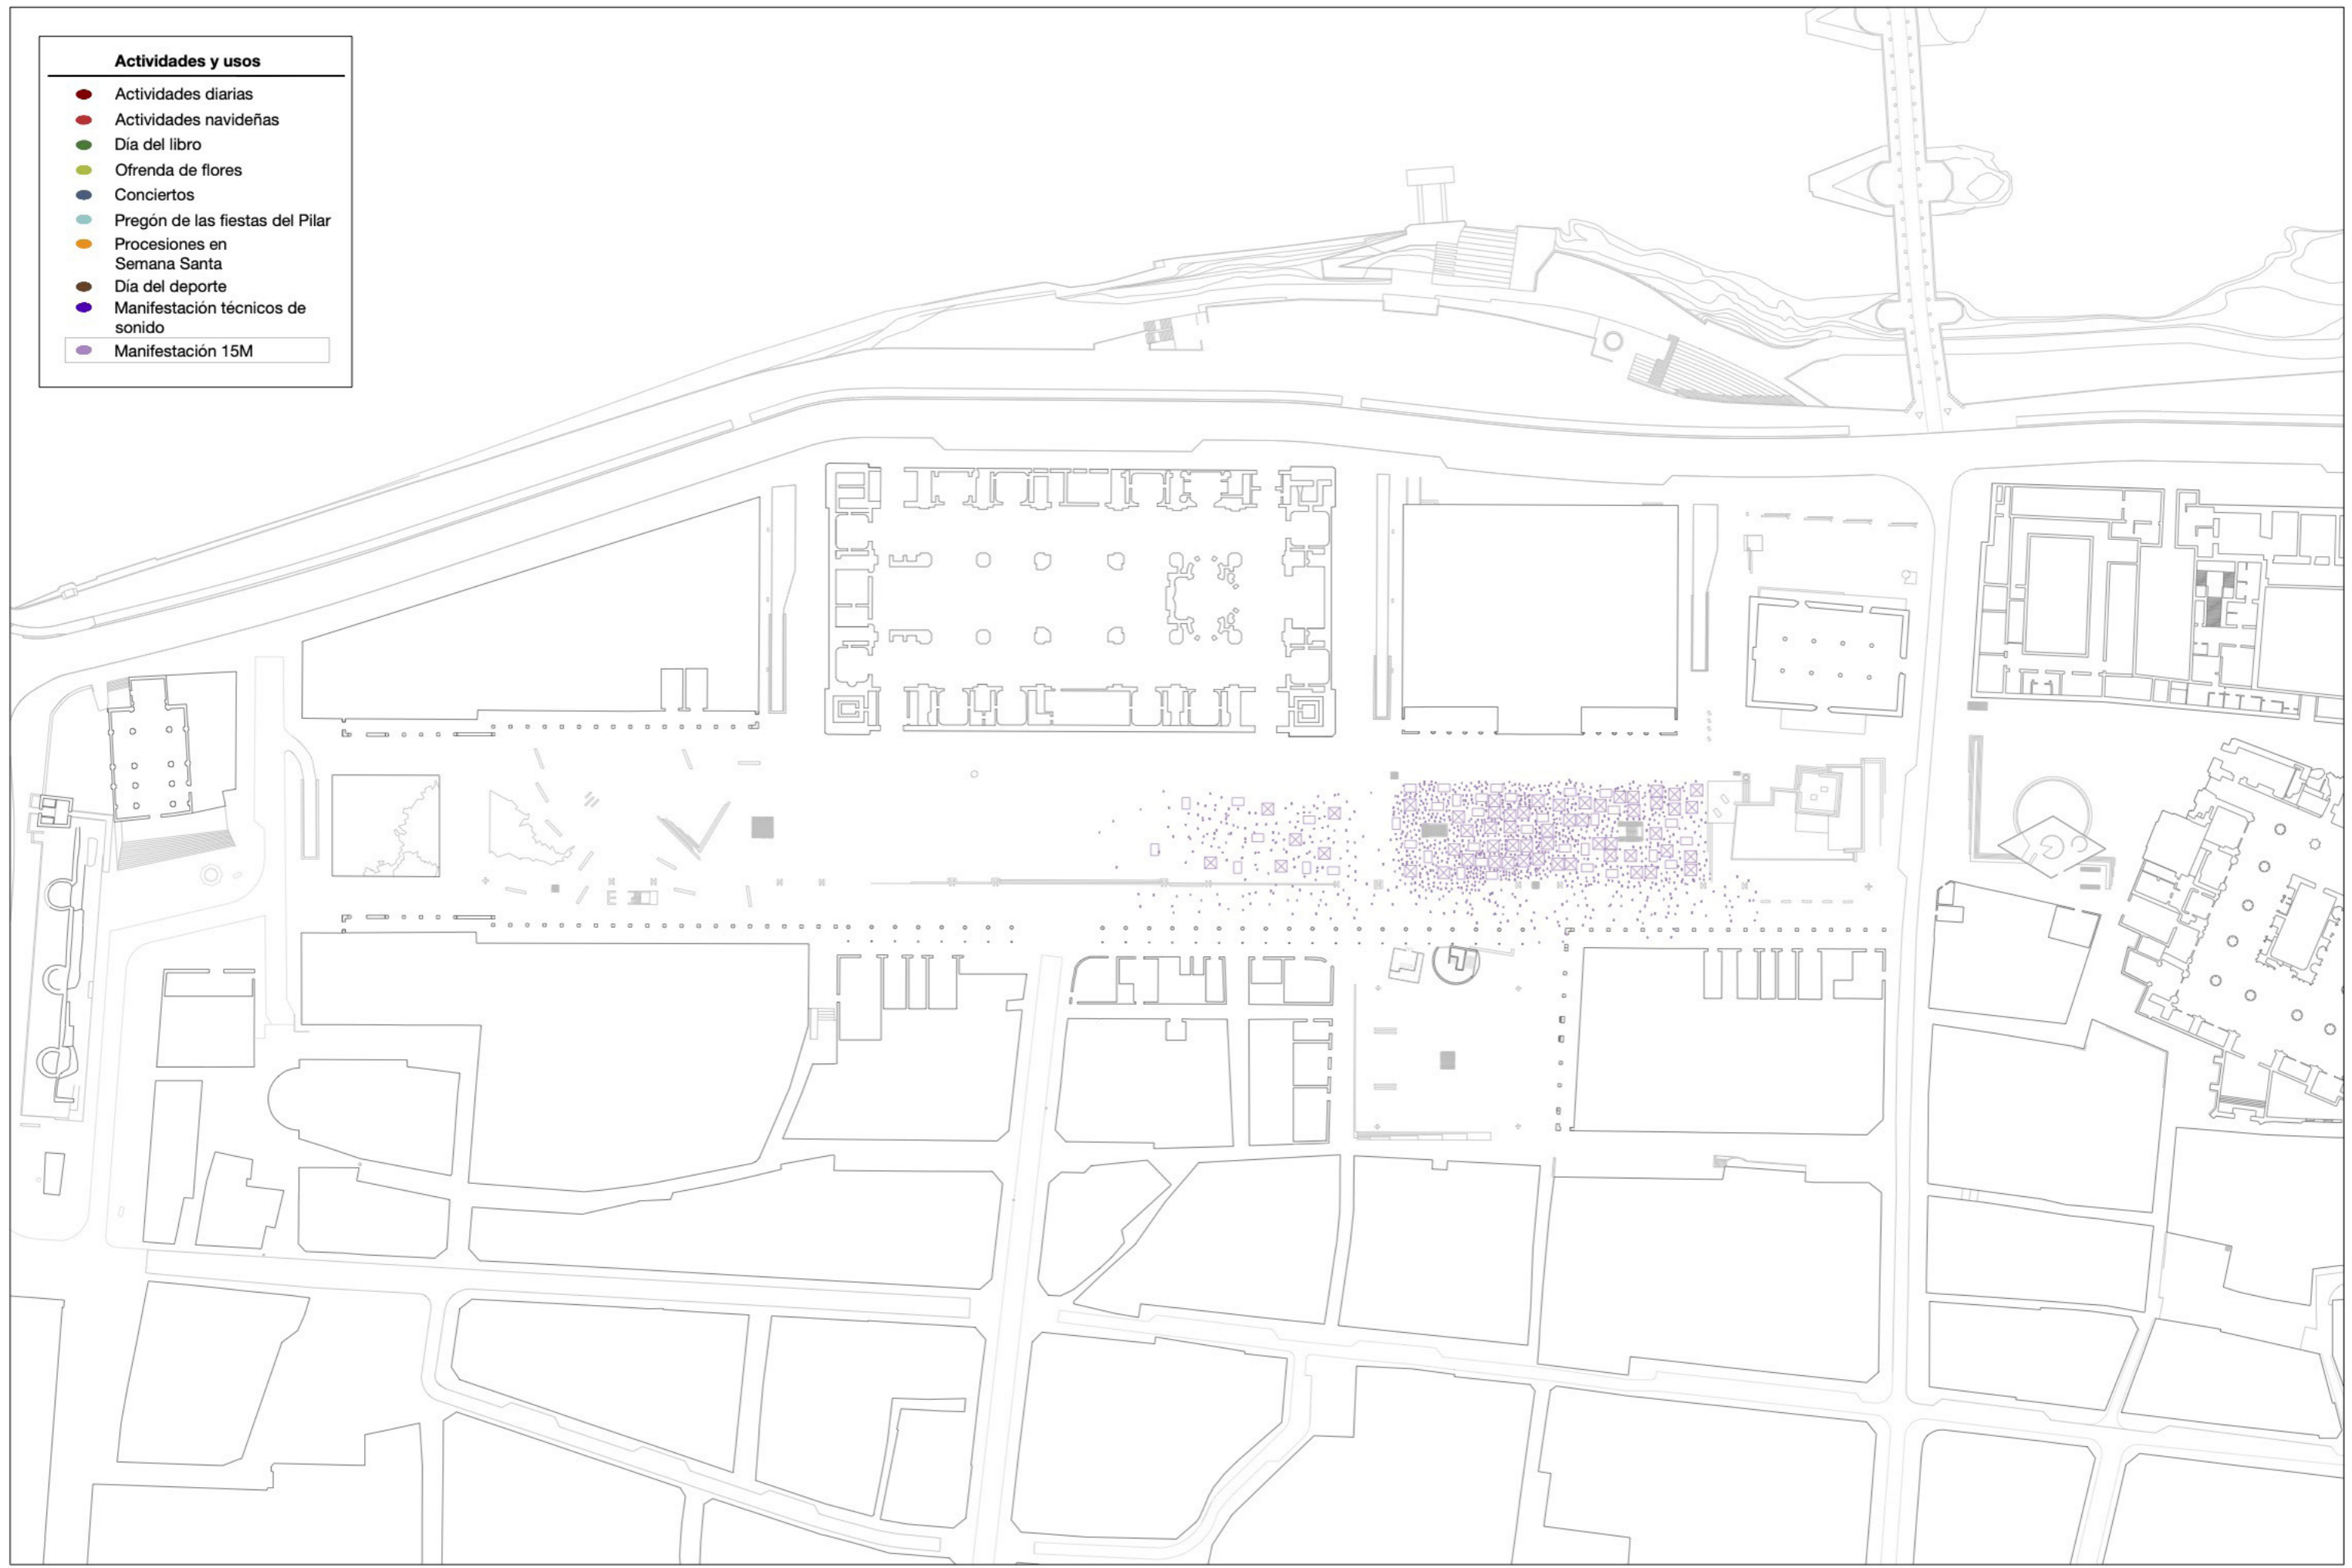 Actividades y usos
Actividades diarias
Actividades navideñas
Día del libro
Ofrenda de flores
Conciertos
Pregón de las fiestas del Pilar
Procesiones en
Semana Santa
Día del deporte
Manifestación técnicos de
sonido
Manifestación 15M